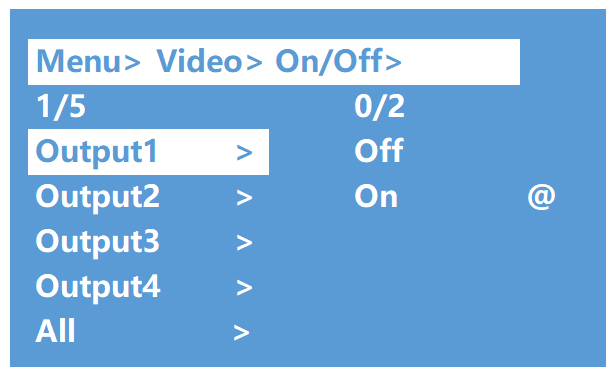 Menu> Video> On/Off>
1/5 0/2
Output1 > Off
Output2 > On @
Output3 >
Output4 >
All >